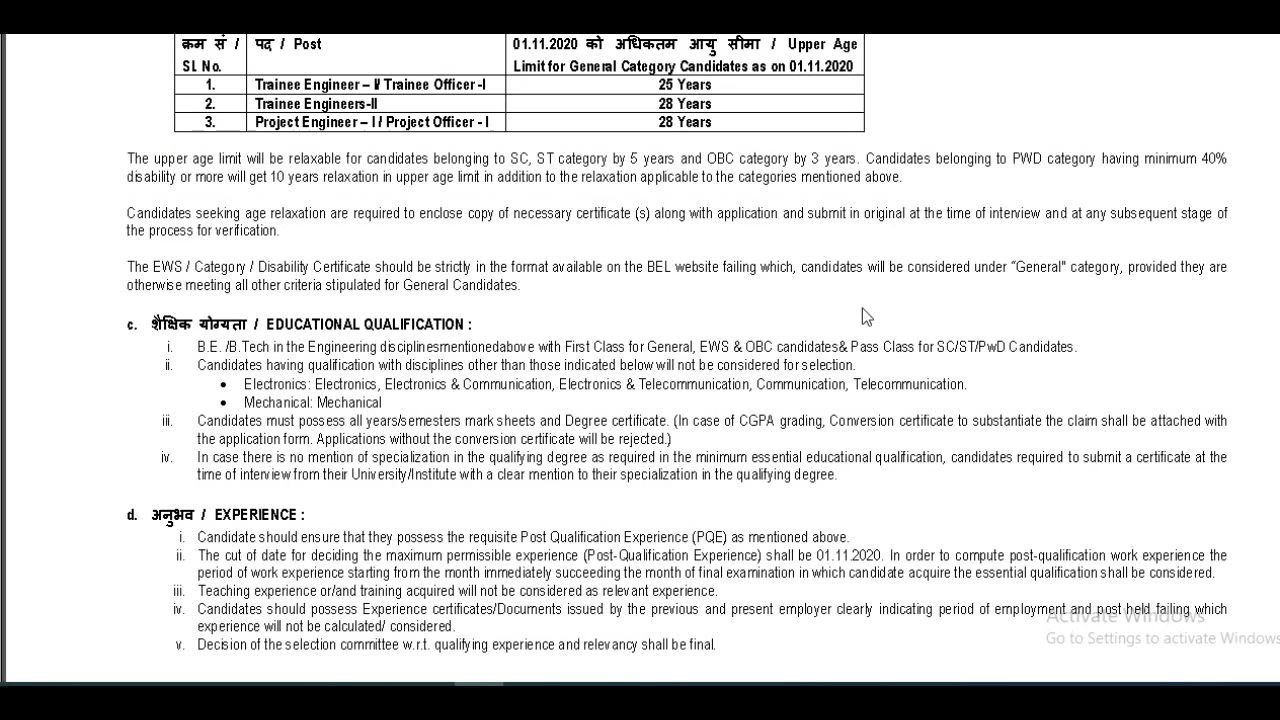 क्रम सं / पद / Post 01.11.2020 को अधिकतम आयु सीमा / Upper Age
SL No. Limit for General Category Candidates as on 01.11.2020
1. Trainee Engineer – I/ Trainee Officer -I 25 Years
2. Trainee Engineers-II 28 Years
3. Project Engineer – I / Project Officer - I 28 Years
The upper age limit will be relaxable for candidates belonging to SC, ST category by 5 years and OBC category by 3 years. Candidates belonging to PWD category having minimum 40%
disability or more will get 10 years relaxation in upper age limit in addition to the relaxation applicable to the categories mentioned above.
Candidates seeking age relaxation are required to enclose copy of necessary certificate (s) along with application and submit in original at the time of interview and at any subsequent stage of
the process for verification.
The EWS / Category / Disability Certificate should be strictly in the format available on the BEL website failing which, candidates will be considered under “General" category, provided they are
otherwise meeting all other criteria stipulated for General Candidates.
c. शैक्षिक योग्यता / EDUCATIONAL QUALIFICATION :
i. B.E. /B.Tech in the Engineering disciplinesmentionedabove with First Class for General, EWS & OBC candidates& Pass Class for SC/ST/PwD Candidates.
ii. Candidates having qualification with disciplines other than those indicated below will not be considered for selection.
• Electronics: Electronics, Electronics & Communication, Electronics & Telecommunication, Communication, Telecommunication.
• Mechanical: Mechanical
iii. Candidates must possess all years/semesters mark sheets and Degree certificate. (In case of CGPA grading, Conversion certificate to substantiate the claim shall be attached with
the application form. Applications without the conversion certificate will be rejected.)
iv. In case there is no mention of specialization in the qualifying degree as required in the minimum essential educational qualification, candidates required to submit a certificate at the
time of interview from their University/Institute with a clear mention to their specialization in the qualifying degree.
d. अनुभव / EXPERIENCE :
i. Candidate should ensure that they possess the requisite Post Qualification Experience (PQE) as mentioned above.
ii. The cut of date for deciding the maximum permissible experience (Post-Qualification Experience) shall be 01.11.2020. In order to compute post-qualification work experience the
period of work experience starting from the month immediately succeeding the month of final examination in which candidate acquire the essential qualification shall be considered.
iii. Teaching experience or/and training acquired will not be considered as relevant experience.
iv. Candidates should possess Experience certificates/Documents issued by the previous and present employer clearly indicating period of employment and post held failing which
experience will not be calculated/ considered.
v. Decision of the selection committee w.r.t. qualifying experience and relevancy shall be final.
Activate Windows
Go to Settings to activate Windows